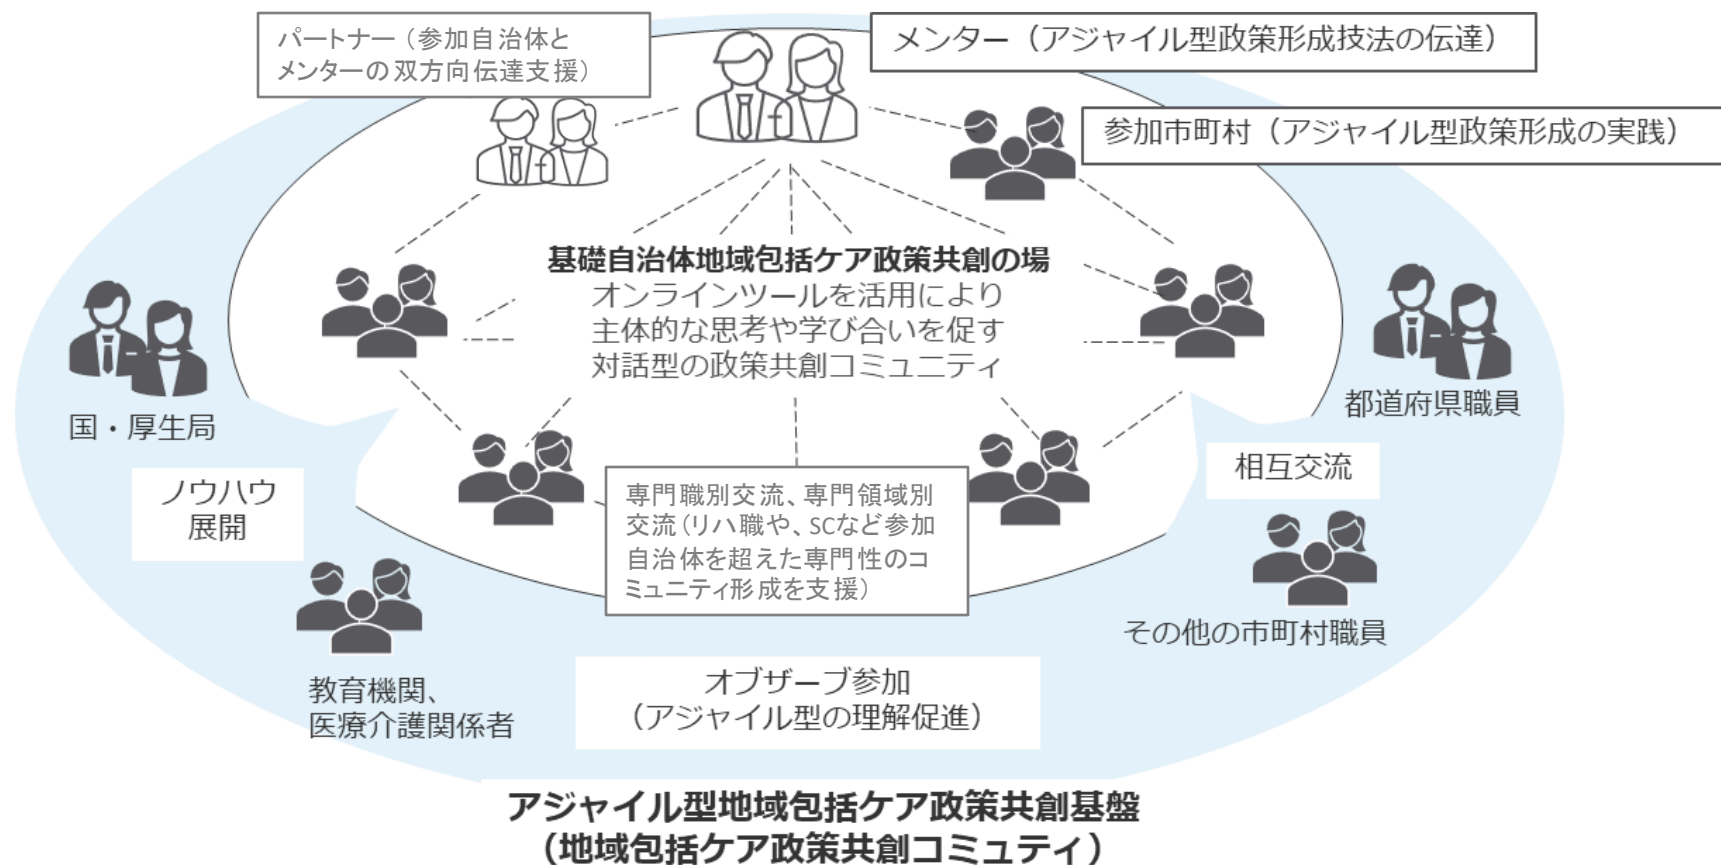 パートナー（参加自治体と
メンターの双方向伝達支援）
メンター（アジャイル型政策形成技法の伝達）
参加市町村（アジャイル型政策形成の実践）
基礎自治体地域包括ケア政策共創の場
オンラインツールを活用により
主体的な思考や学び合いを促す
対話型の政策共創コミュニティ
国・厚生局
都道府県職員
ノウハウ
展開
相互交流
専門職別交流、専門領域別
交流（リハ職や、SCなど参加
自治体を超えた専門性のコ
ミュニティ形成を支援）
その他の市町村職員
教育機関、
医療介護関係者
オブザーブ参加
（アジャイル型の理解促進）
アジャイル型地域包括ケア政策共創基盤
（地域包括ケア政策共創コミュティ）